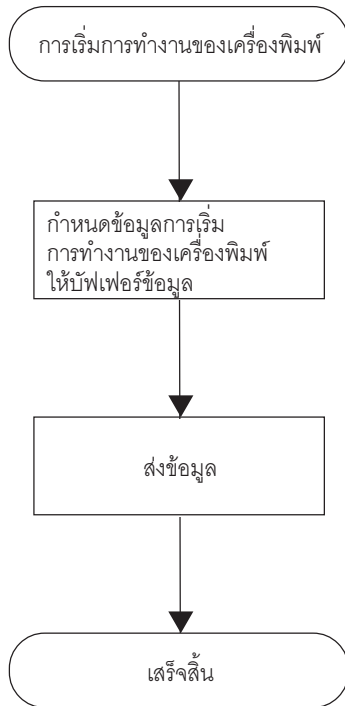 การเริ่มการทำงานของเครื่องพิมพ์
กำหนดข้อมูลการเริ่ม
การทำงานของเครื่องพิมพ์
ให้บัฟเฟอร์ข้อมูล
ส่งข้อมูล
เสร็จสิ้น